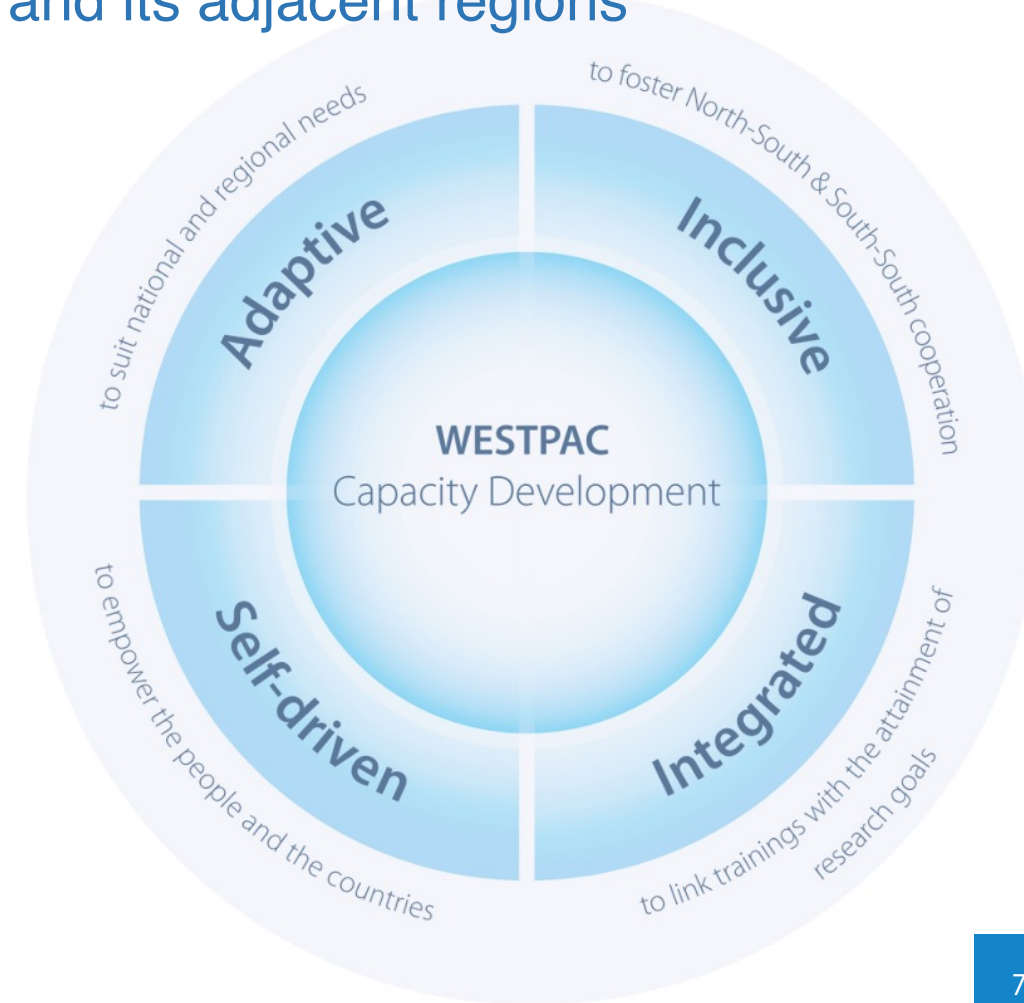 and its adjacent regions
to suit national and regional needs
Adaptive
to foster North-South & South-South cooperation
Inclusive
WESTPAC
Capacity Development
Self-driven
to empower the people and the countries
Integrated
to link trainings with the attainment of
research goals
7